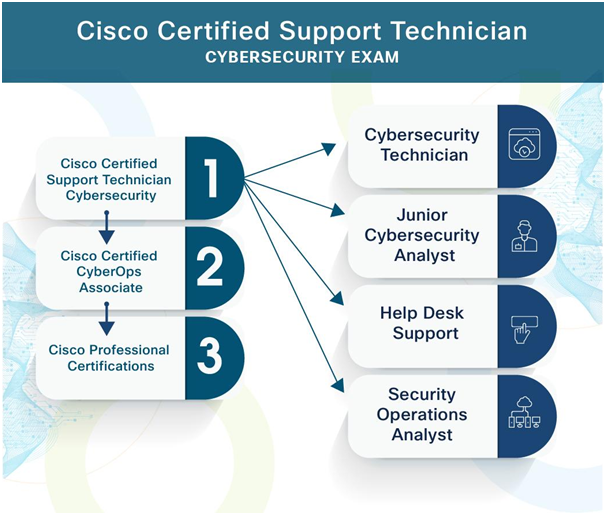 Cisco Certified Support Technician
CYBERSECURITY EXAM
Cisco Certified
Support Technician
Cybersecurity
1
Cisco Certified
CyberOps
Associate
2
Cisco Professional
Certifications
3
Cybersecurity
Technician
Junior
Cybersecurity
Analyst
Help Desk
Support
Security
Operations
Analyst